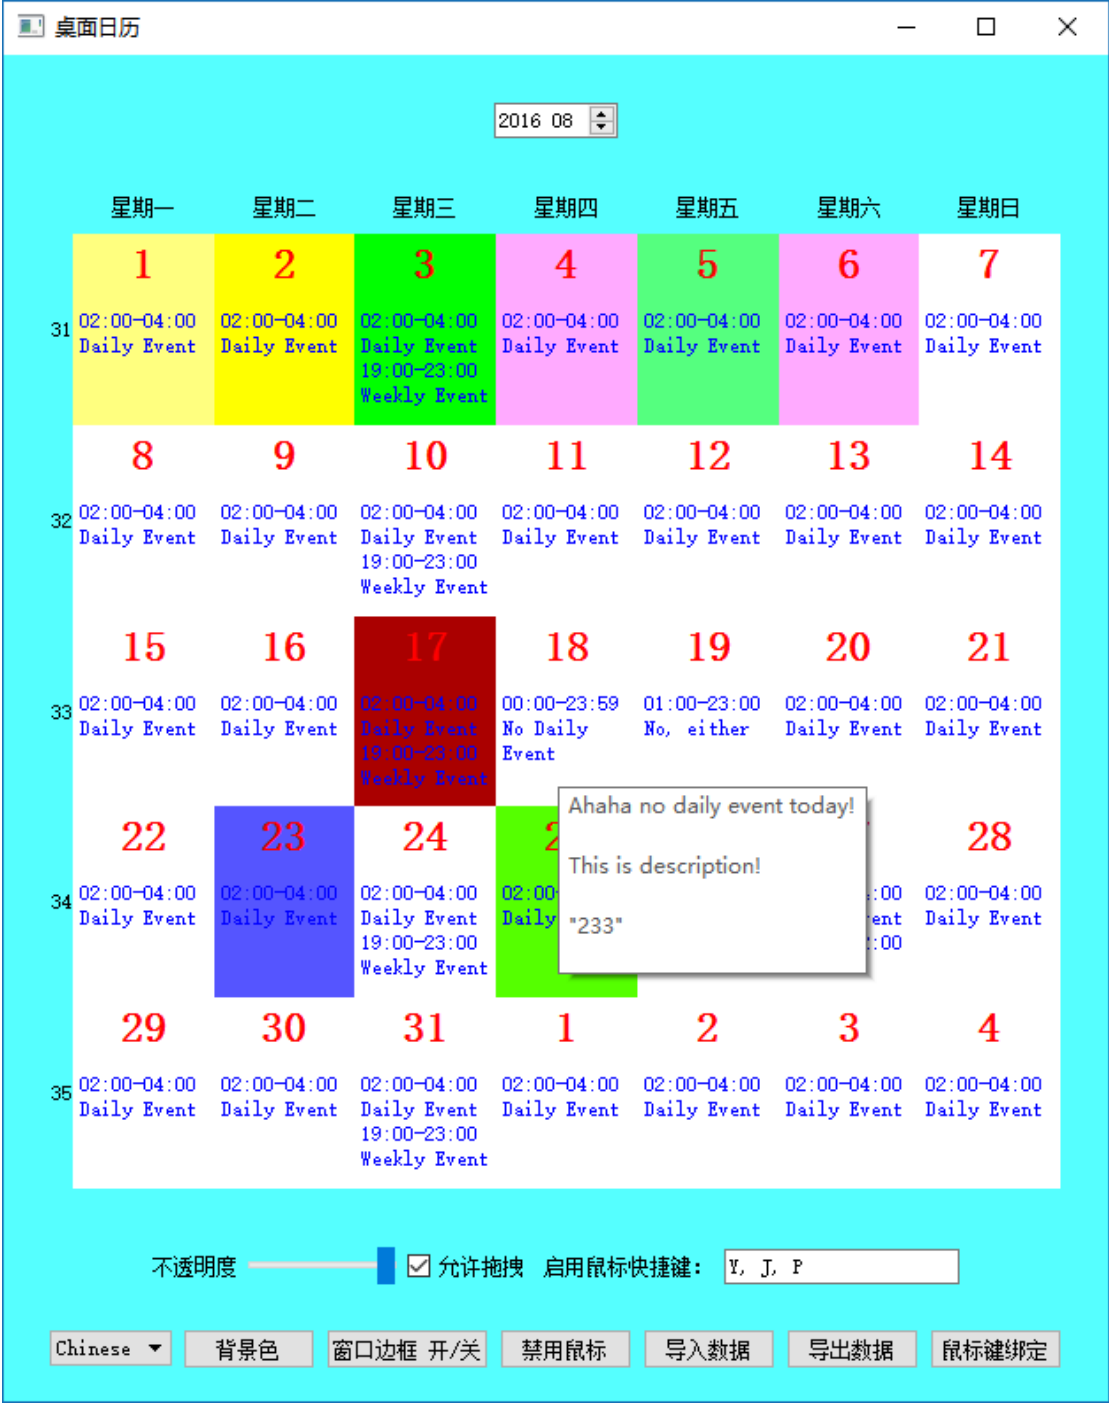 桌面日历
2016 08
星期一 星期二 星期三 星期四 星期五 星期六 星期日
1 2 3 4 5 6 7
31 02:00-04:00 02:00-04:00 02:00-04:00 02:00-04:00 02:00-04:00 02:00-04:00 02:00-04:00
Daily Event Daily Event Daily Event Daily Event Daily Event Daily Event Daily Event
19:00-23:00
Weekly Event
8 9 10 11 12 13 14
32 02:00-04:00 02:00-04:00 02:00-04:00 02:00-04:00 02:00-04:00 02:00-04:00 02:00-04:00
Daily Event Daily Event Daily Event Daily Event Daily Event Daily Event Daily Event
19:00-23:00
Weekly Event
15 16 17 18 19 20 21
33 02:00-04:00 02:00-04:00 02:00-04:00 00:00-23:59 01:00-23:00 02:00-04:00 02:00-04:00
Daily Event Daily Event Daily Event No Daily No, either Daily Event Daily Event
19:00-23:00 Event
Weekly Event
Ahaha no daily event today!
This is description!
"233"
22 23 24 2 28
34 02:00-04:00 02:00-04:00 02:00-04:00 02:00 :00 02:00-04:00
Daily Event Daily Event Daily Event Daily Daily Event
19:00-23:00 :00
Weekly Event
29 30 31 1 2 3 4
35 02:00-04:00 02:00-04:00 02:00-04:00 02:00-04:00 02:00-04:00 02:00-04:00 02:00-04:00
Daily Event Daily Event Daily Event Daily Event Daily Event Daily Event Daily Event
19:00-23:00
Weekly Event
不透明度 允许拖拽 启用鼠标快捷键： Y, J, P
Chinese 背景色 窗口边框 开/关 禁用鼠标 导入数据 导出数据 鼠标键绑定